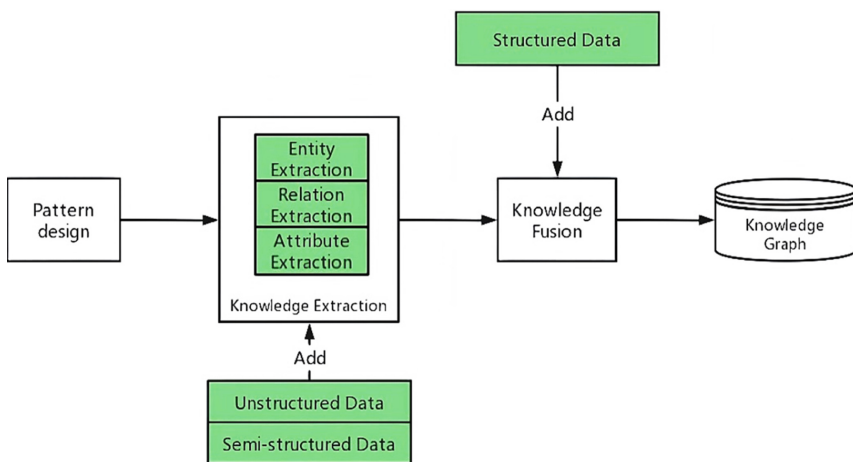 Structured Data
Add
Entity
Extraction
Relation
Extraction
Attribute
Extraction
Knowledge Extraction
Pattern
design
Knowledge
Fusion
Knowledge
Graph
Add
Unstructured Data
Semi-structured Data